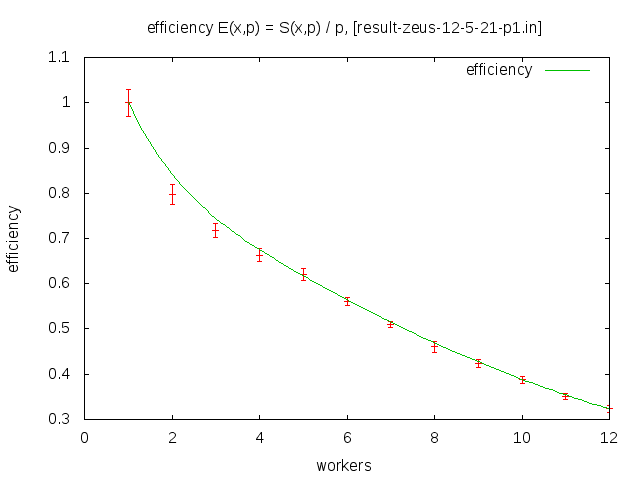 efficiency E(x,p) = S(x,p) / p, [result-zeus-12-5-21-p1.in]
efficiency
1.1
1
0.9
0.8
0.7
0.6
0.5
0.4
0.3
efficiency
0 2 4 6 8 10 12
workers